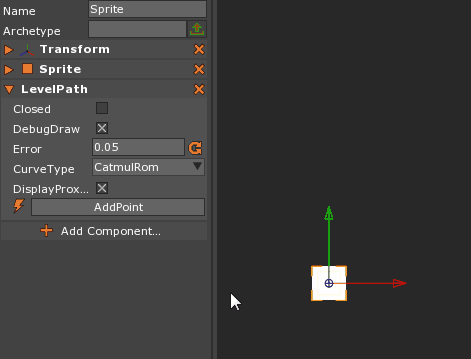 Name Sprite
Archetype
Transform
Sprite
LevelPath
Closed
DebugDraw
Error 0.05
CurveType CatmulRom
DisplayProx...
AddPoint
Add Component...